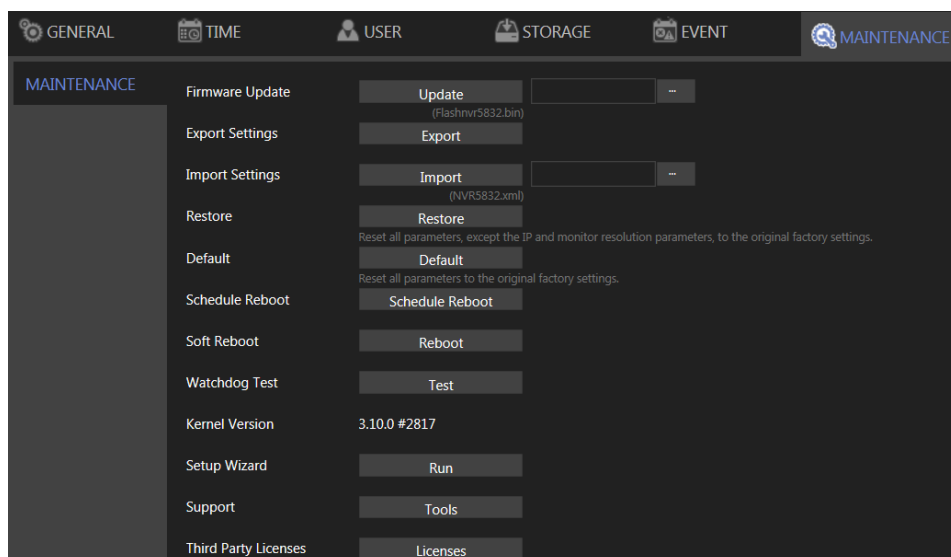 GENERAL TIME USER STORAGE EVENT MAINTENANCE
MAINTENANCE
Firmware Update Update ...
(Flashnvr5832.bin)
Export Settings Export
Import Settings Import ...
(NVR5832.xml)
Restore Restore
Reset all parameters, except the IP and monitor resolution parameters, to the original factory settings.
Default Default
Reset all parameters to the original factory settings.
Schedule Reboot Schedule Reboot
Soft Reboot Reboot
Watchdog Test Test
Kernel Version 3.10.0 #2817
Setup Wizard Run
Support Tools
Third Party Licenses Licenses